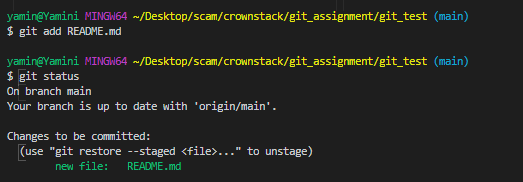 yamin@Yamini MINGW64 ~/Desktop/scam/crownstack/git_assignment/git_test (main)
$ git add README.md
yamin@Yamini MINGW64 ~/Desktop/scam/crownstack/git_assignment/git_test (main)
$ git status
On branch main
Your branch is up to date with 'origin/main'.
Changes to be committed:
(use "git restore --staged <file>..." to unstage)
new file: README.md